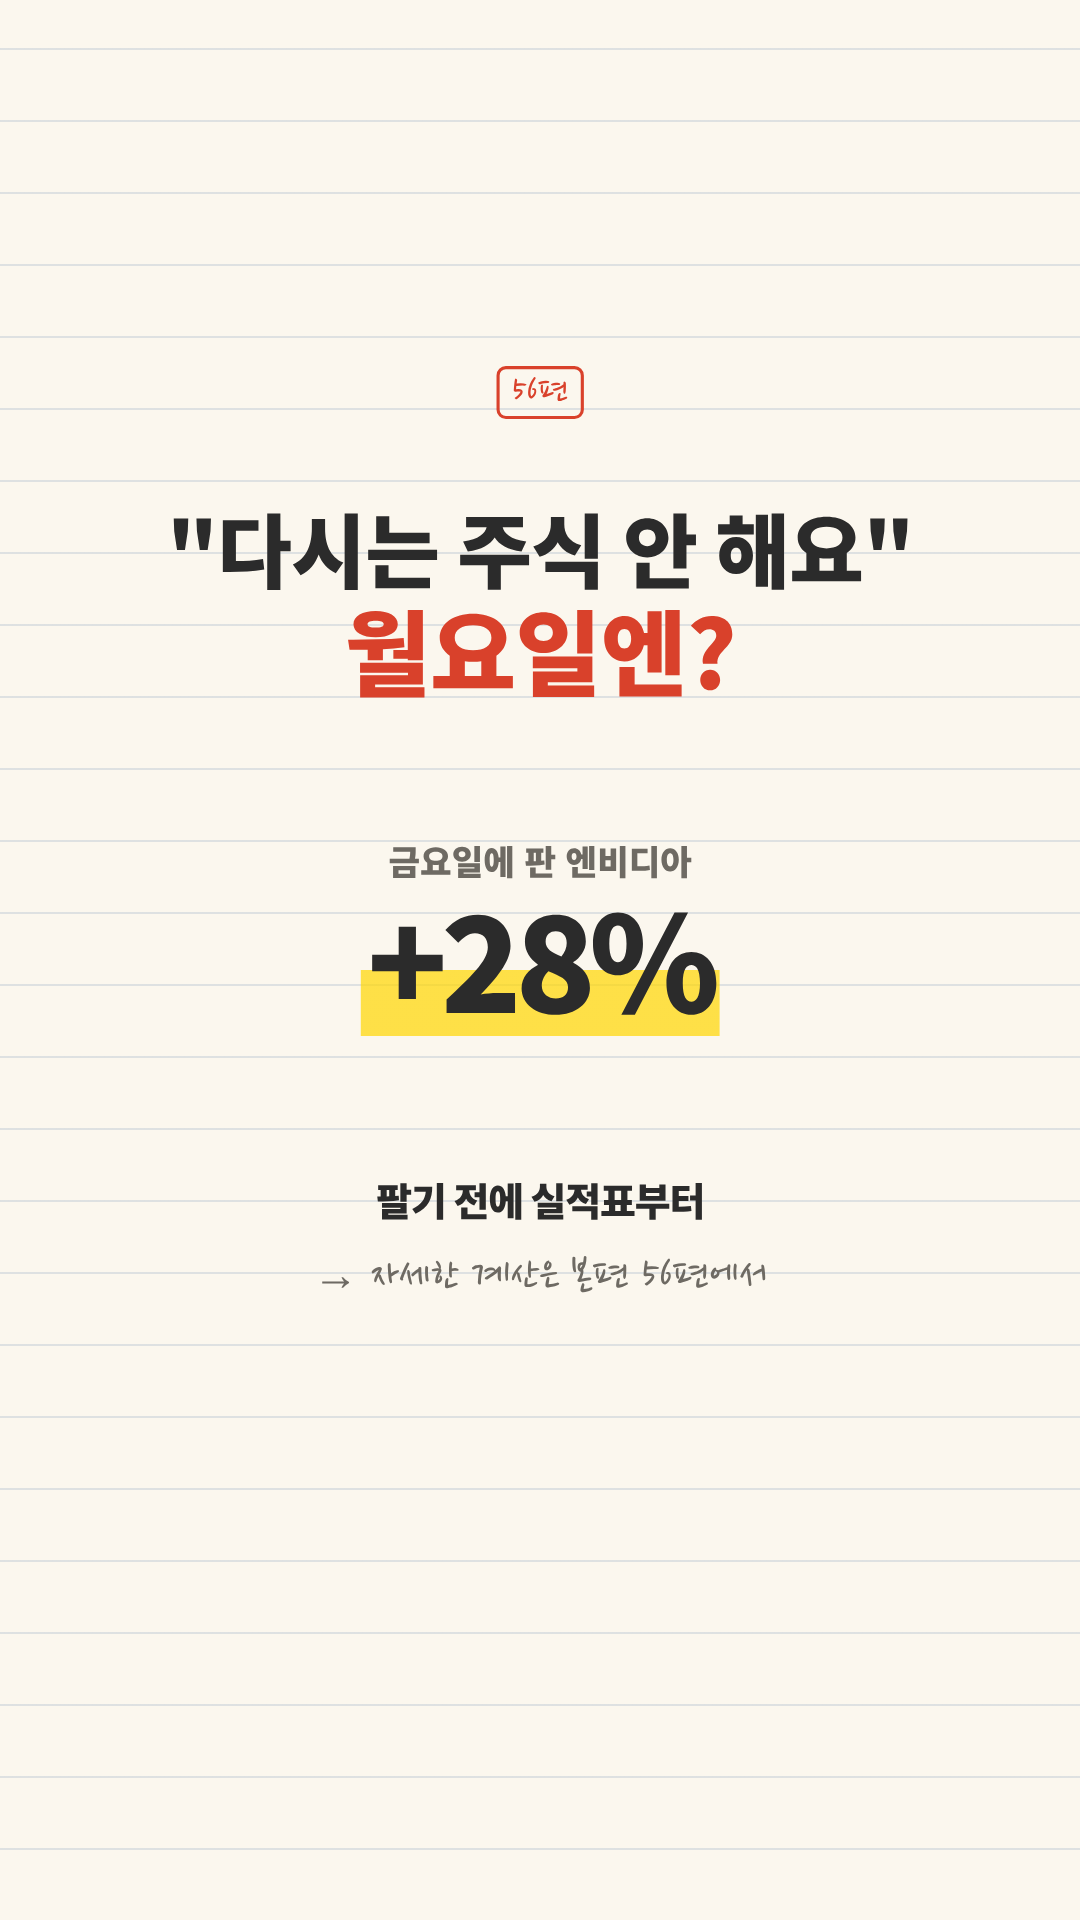 56편
"다시는 주식 안 해요"
월요일엔?
금요일에 판 엔비디아
+28%
팔기 전에 실적표부터
→ 자세한 계산은 본편 56편에서